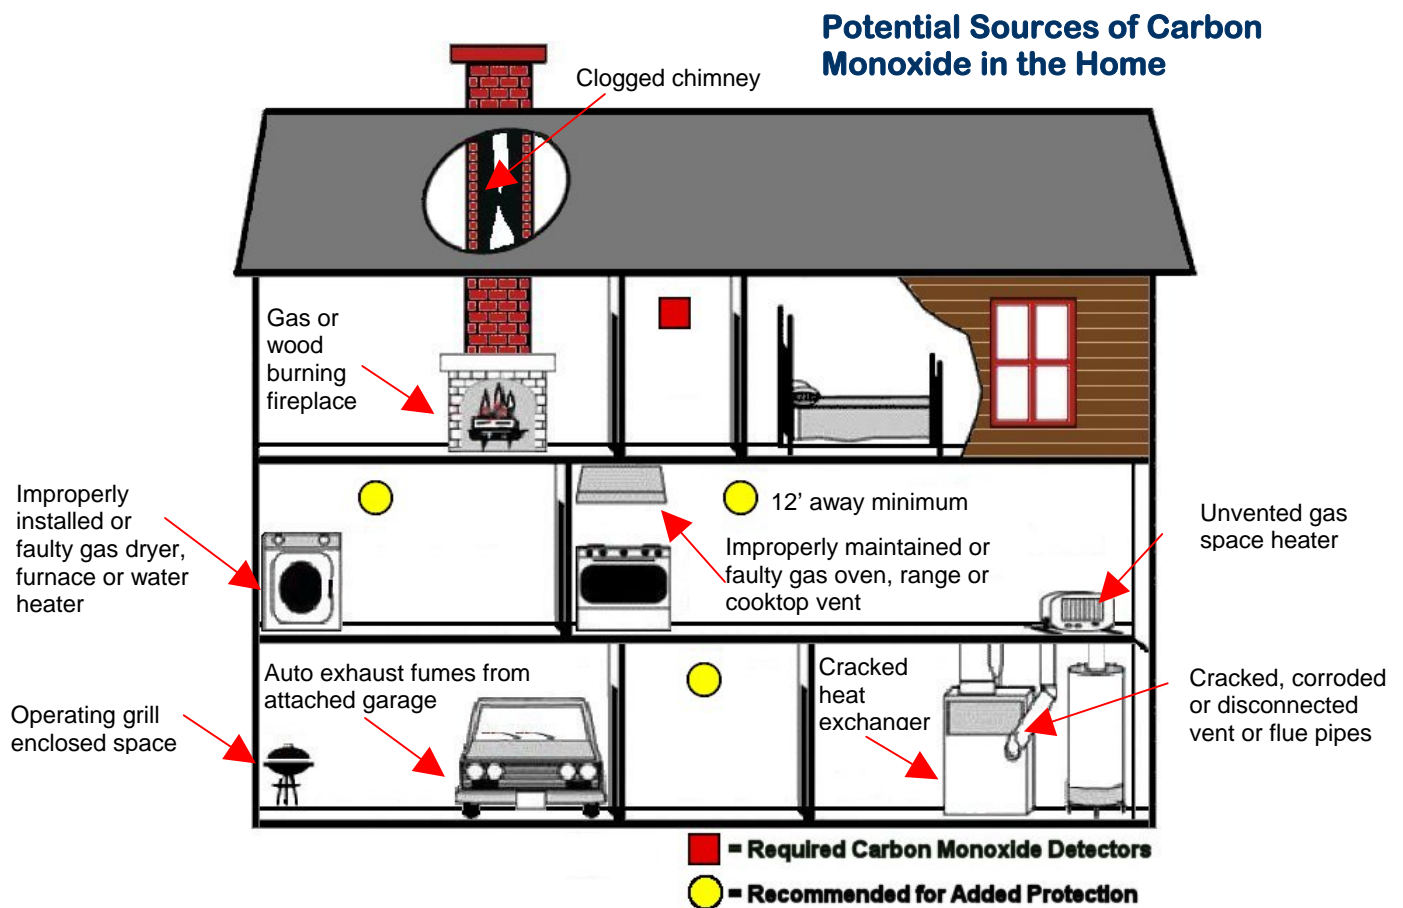 Potential Sources of Carbon
Monoxide in the Home
Clogged chimney
Gas or
wood
burning
fireplace
Improperly
installed or
faulty gas dryer,
furnace or water
heater
12’ away minimum
Improperly maintained or
faulty gas oven, range or
cooktop vent
Unvented gas
space heater
Auto exhaust fumes from
attached garage
Operating grill
enclosed space
Cracked
heat
exchanger
Cracked, corroded
or disconnected
vent or flue pipes
= Required Carbon Monoxide Detectors
= Recommended for Added Protection